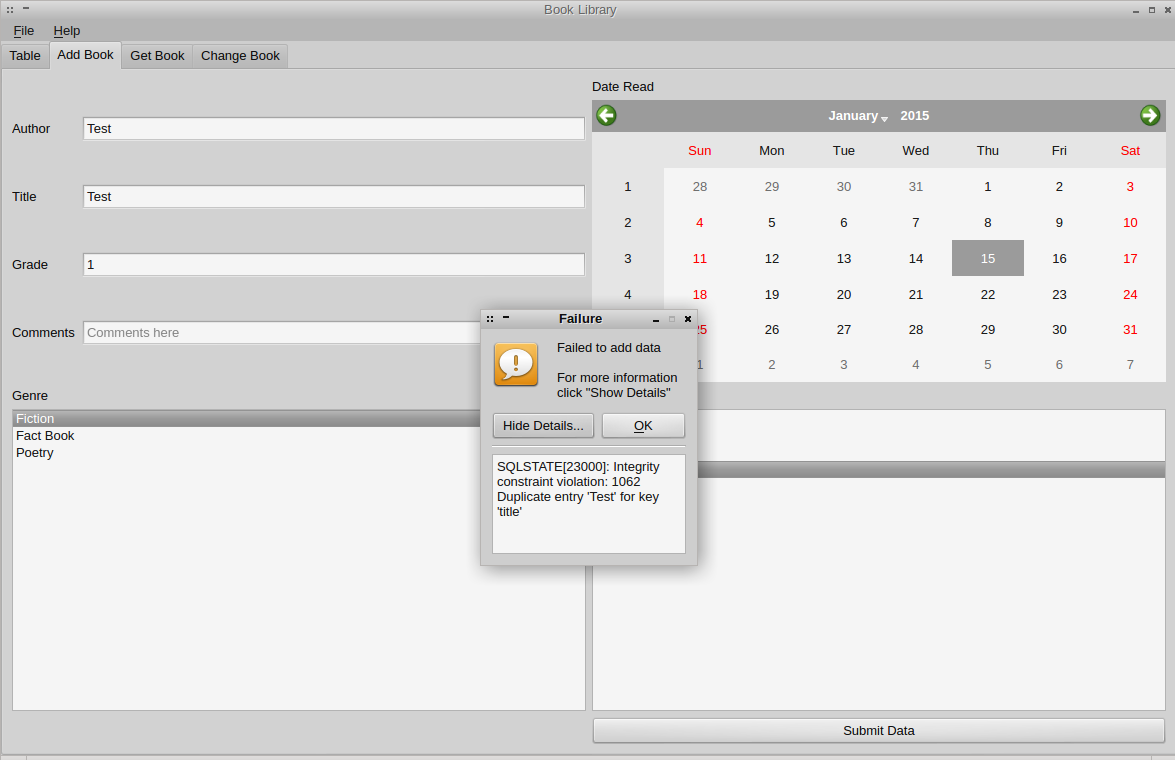 Book Library
File Help
Table Add Book Get Book Change Book
Date Read
January 2015
Sun Mon Tue Wed Thu Fri Sat
1 28 29 30 31 1 2 3
2 4 5 6 7 8 9 10
3 11 12 13 14 15 16 17
4 18 19 20 21 22 23 24
26 27 28 29 30 31
2 3 4 5 6 7
Author Test
Title Test
Grade 1
Comments Comments here
Genre
Fiction
Fact Book
Poetry
Failure
Failed to add data
For more information
click "Show Details"
Hide Details... OK
SQLSTATE[23000]: Integrity
constraint violation: 1062
Duplicate entry 'Test' for key
'title'
Submit Data